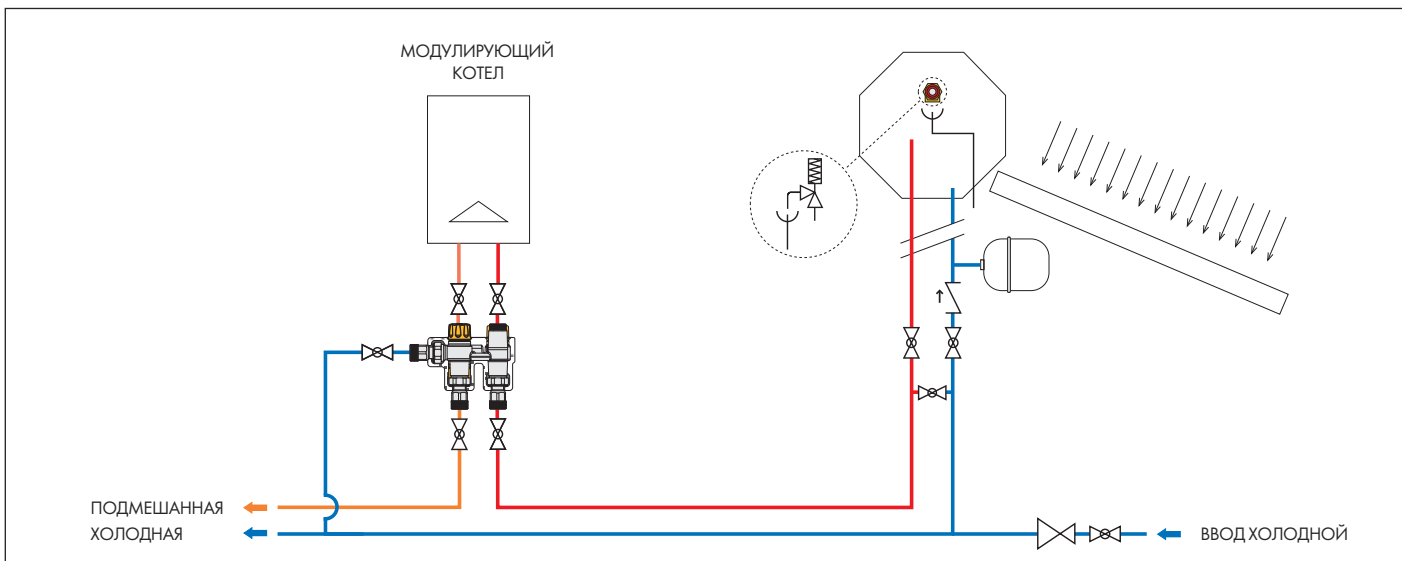 МОДУЛИРУЮЩИЙ
КОТЕЛ
ПОДМЕШАННАЯ
ХОЛОДНАЯ
ВВОД ХОЛОДНОЙ